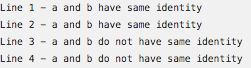 Line 1 - a and b have same identity
Line 2 - a and b have same identity
Line 3 - a and b do not have same identity
Line 4 - a and b do not have same identity